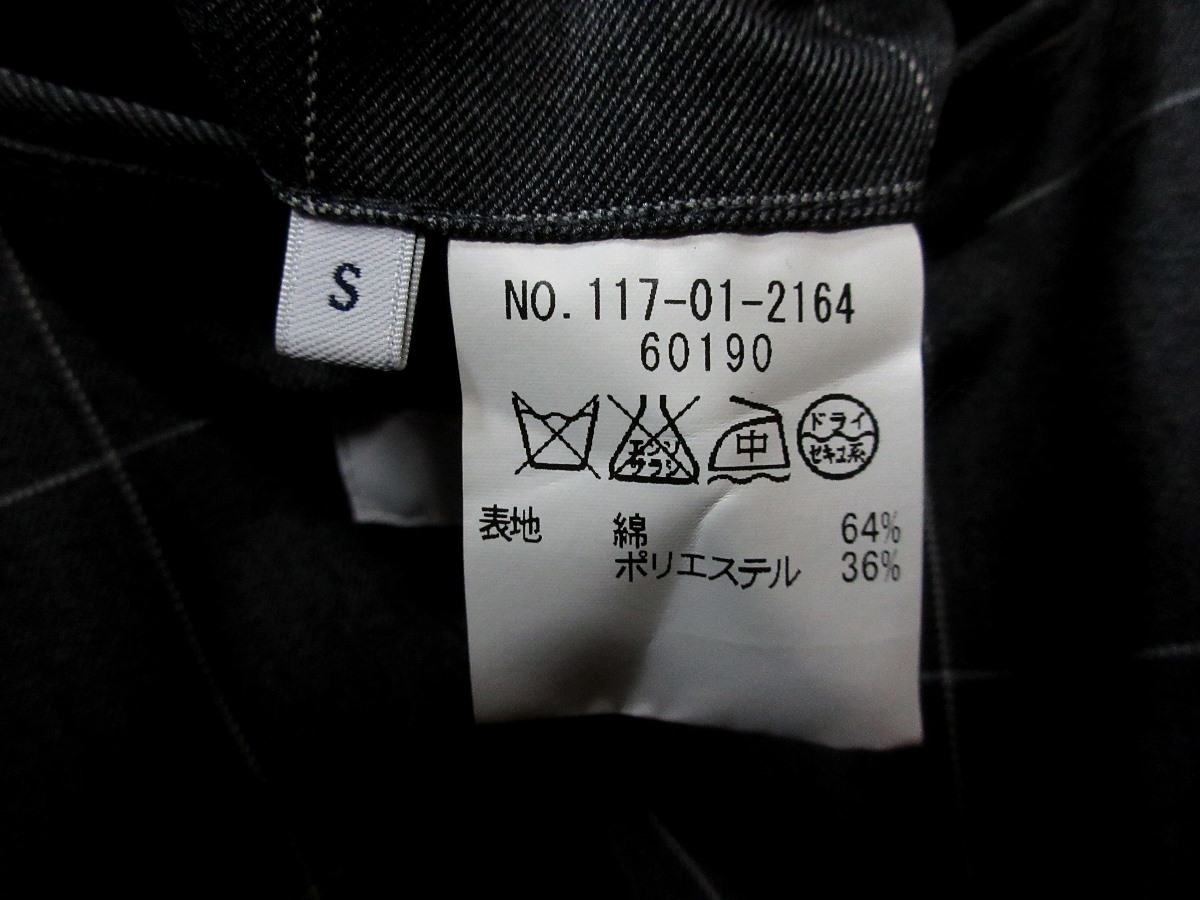 S
NO. 117-01-2164
60190
エンソ
サラシ
中
ドライ
セキユ系
表地 綿 64%
ポリエステル 36%